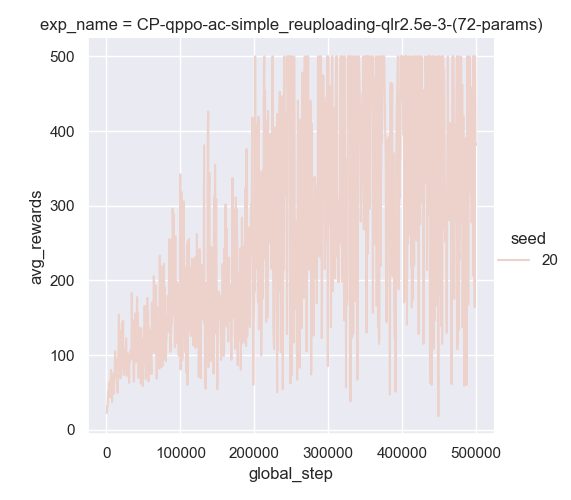 exp_name = CP-qppo-ac-simple_reuploading-qlr2.5e-3-(72-params)
500
400
300
200
100
0
avg_rewards
0 100000 200000 300000 400000 500000
global_step
seed
20